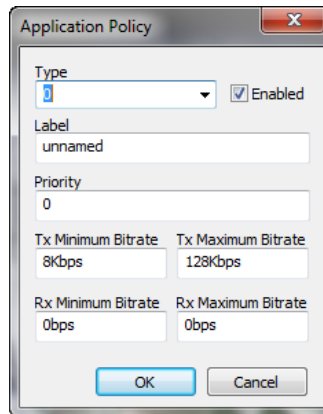 Application Policy
Type
0
Enabled
Label
unnamed
Priority
0
Tx Minimum Bitrate Tx Maximum Bitrate
8Kbps 128Kbps
Rx Minimum Bitrate Rx Maximum Bitrate
0bps 0bps
OK Cancel